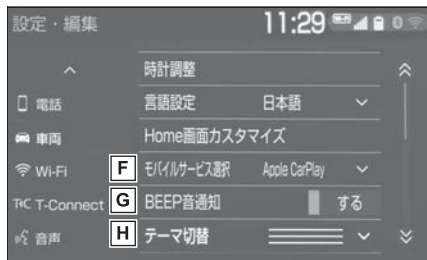 設定・編集 11:29
時計調整
電話 言語設定 日本語
車両 Home画面カスタマイズ
Wi-Fi F モバイルサービス選択 Apple CarPlay
T-Connect G BEEP音通知 する
音声 H テーマ切替